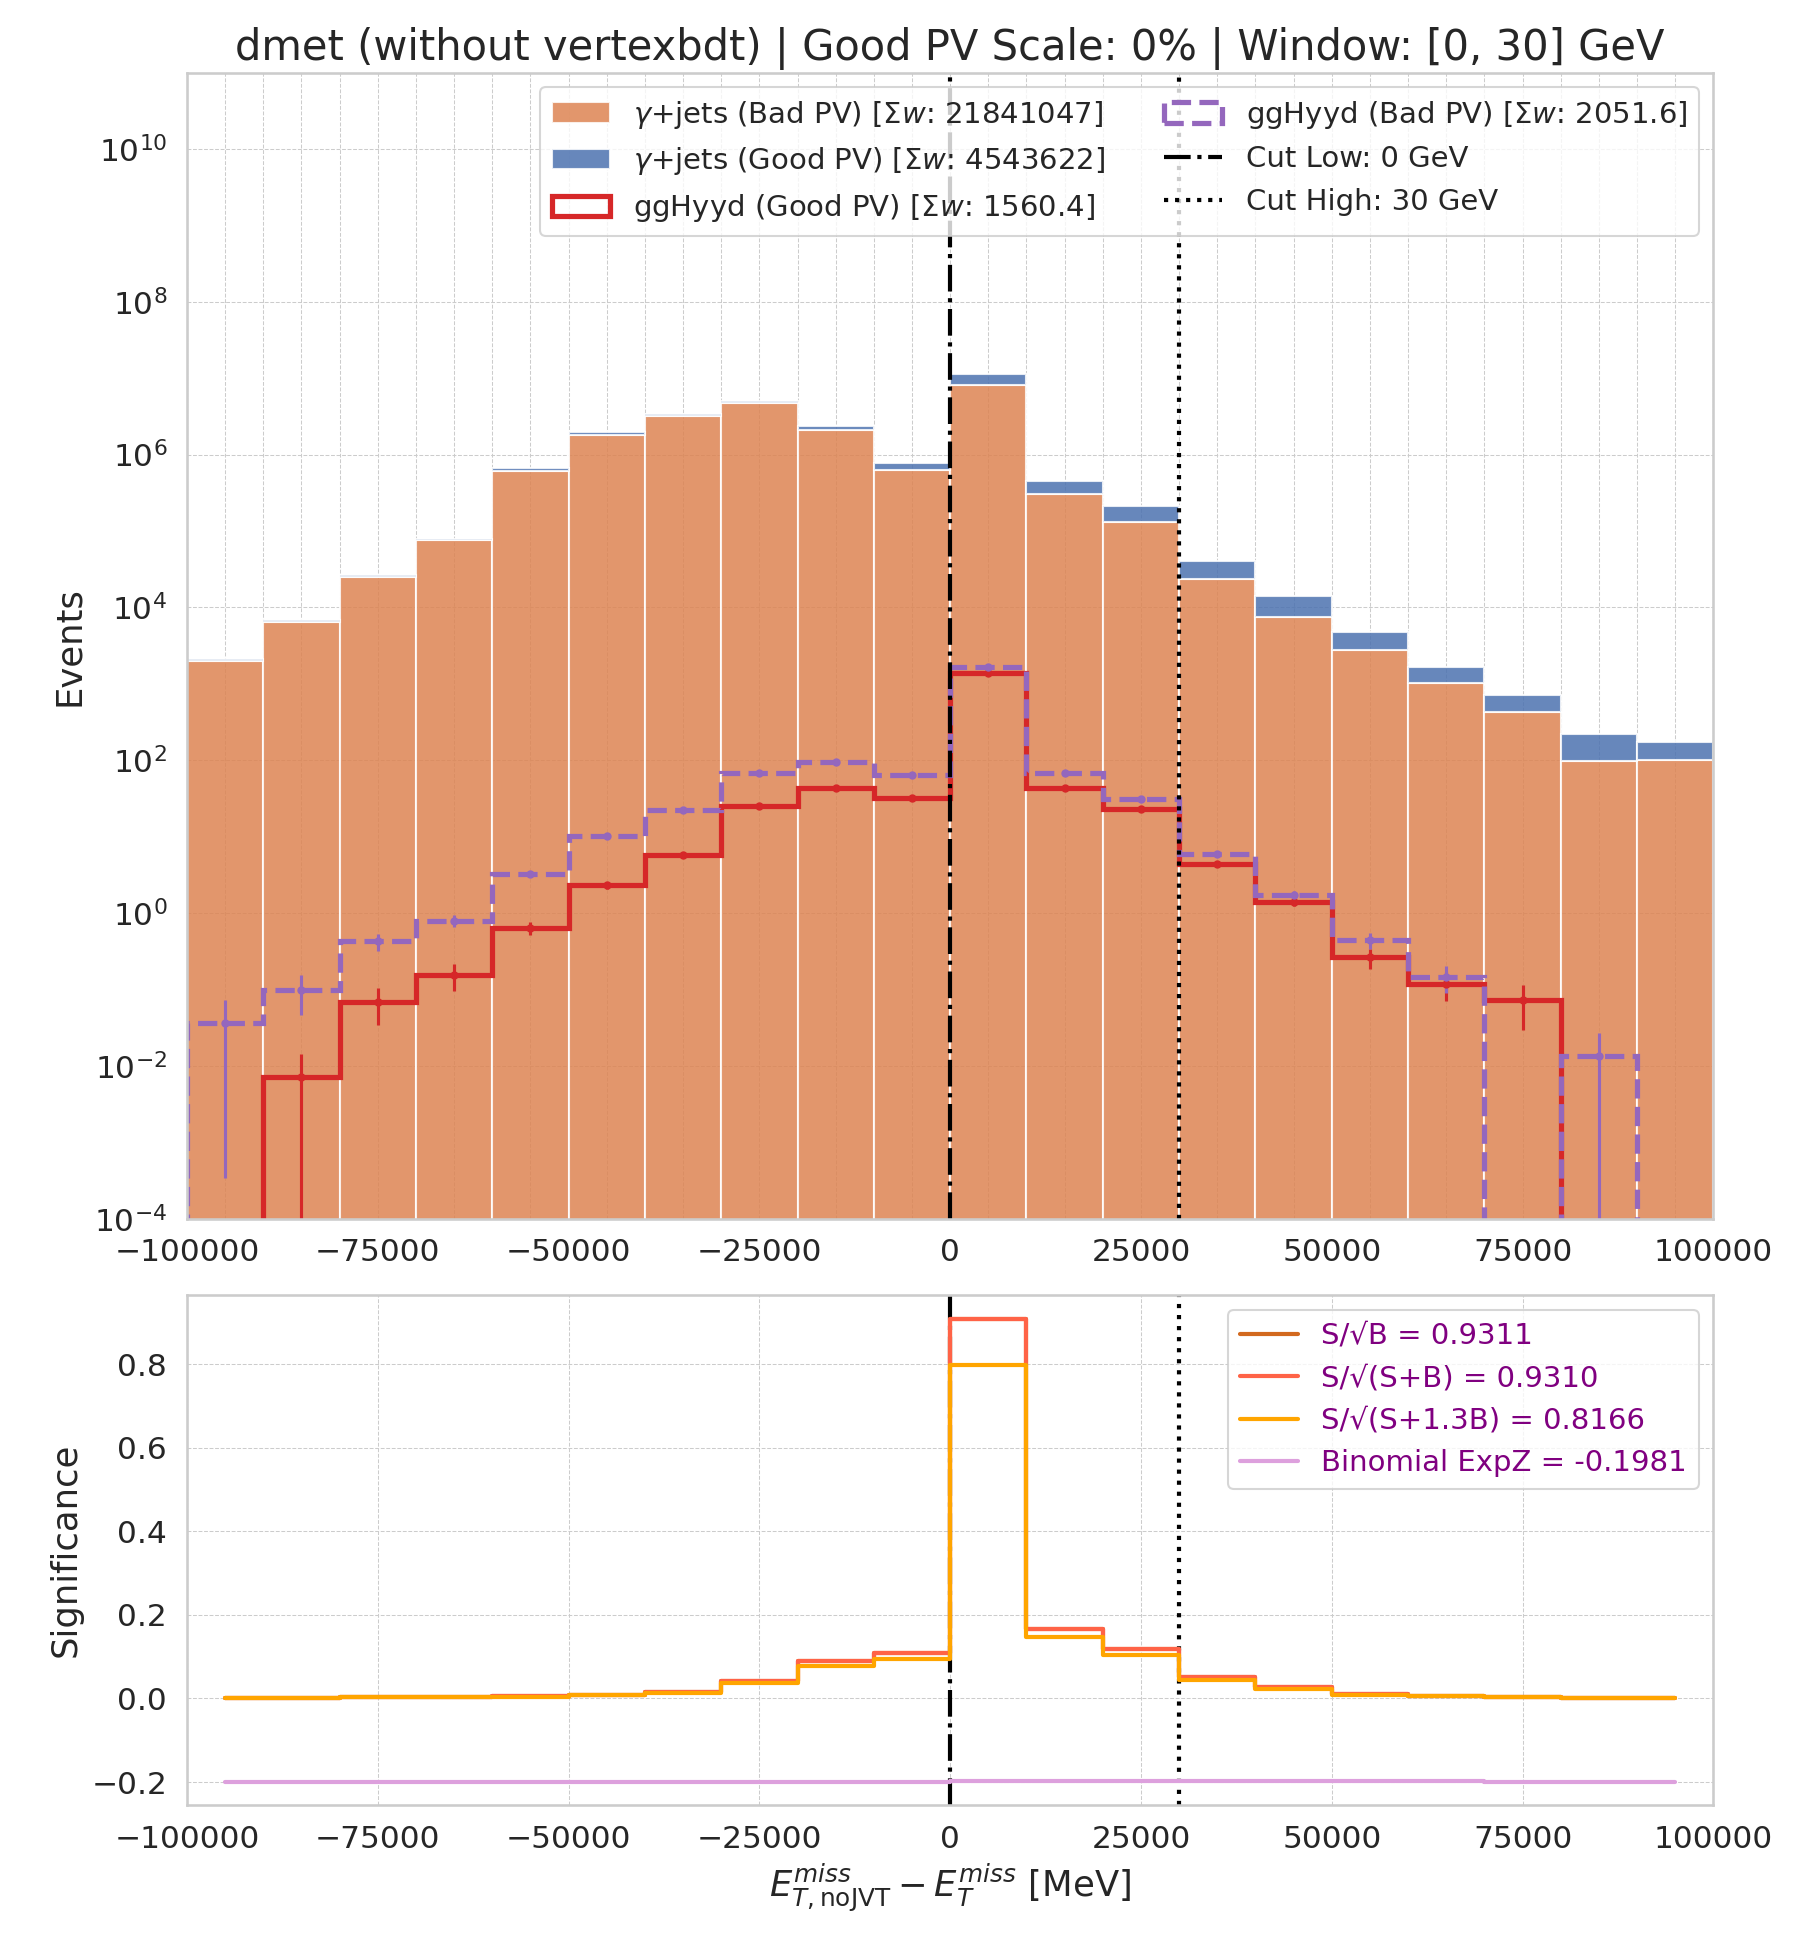 dmet (without vertexbdt) | Good PV Scale: 0% | Window: [0, 30] GeV
γ+jets (Bad PV) [Σw: 21841047]
γ+jets (Good PV) [Σw: 4543622]
ggHyyd (Good PV) [Σw: 1560.4]
ggHyyd (Bad PV) [Σw: 2051.6]
Cut Low: 0 GeV
Cut High: 30 GeV
Events
10^10
10^8
10^6
10^4
10^2
10^0
10^−2
10^−4
−100000 −75000 −50000 −25000 0 25000 50000 75000 100000
S/√B = 0.9311
S/√(S+B) = 0.9310
S/√(S+1.3B) = 0.8166
Binomial ExpZ = -0.1981
Significance
0.8
0.6
0.4
0.2
0.0
−0.2
−100000 −75000 −50000 −25000 0 25000 50000 75000 100000
E_{T, noJVT}^{miss} − E_T^{miss} [MeV]